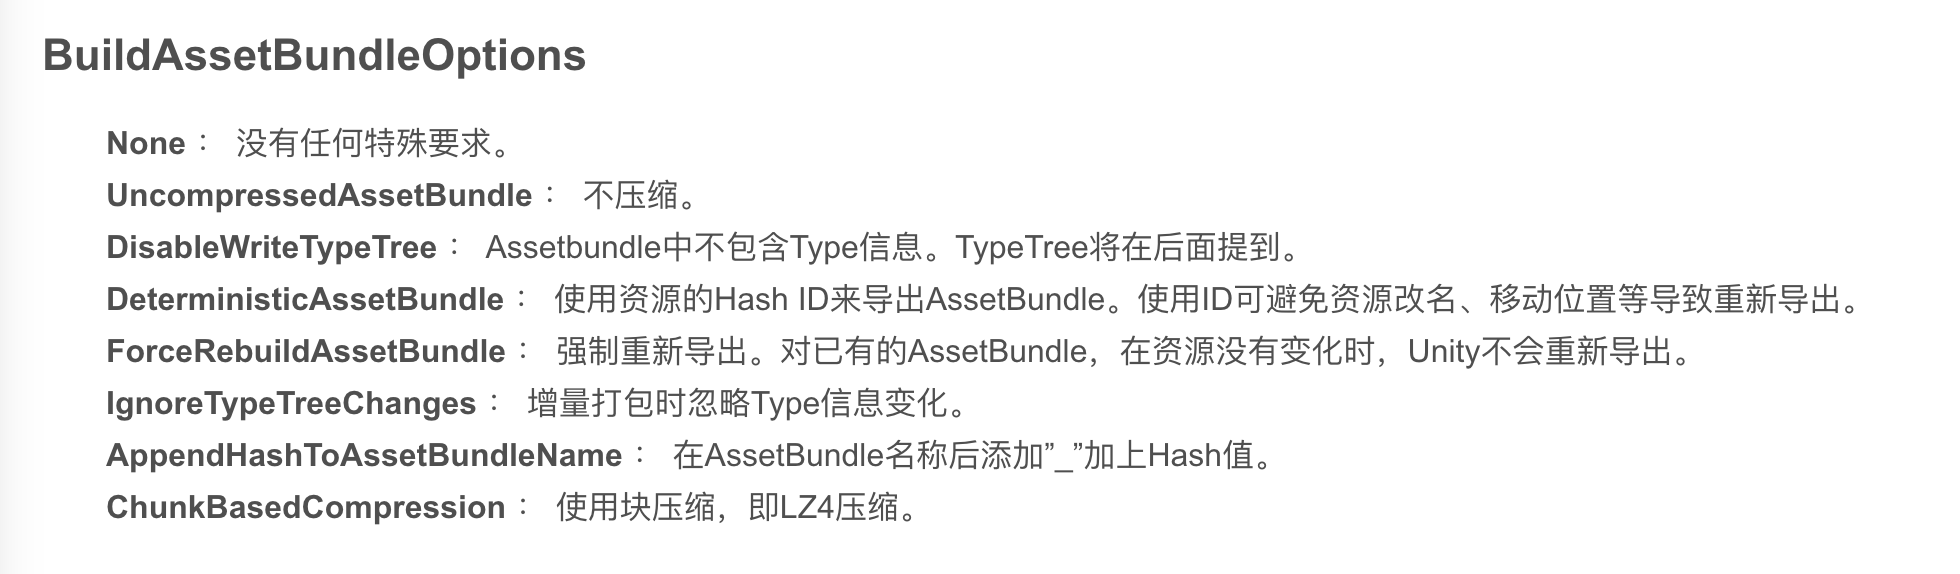 BuildAssetBundleOptions
None： 没有任何特殊要求。
UncompressedAssetBundle： 不压缩。
DisableWriteTypeTree： Assetbundle中不包含Type信息。TypeTree将在后面提到。
DeterministicAssetBundle： 使用资源的Hash ID来导出AssetBundle。使用ID可避免资源改名、移动位置等导致重新导出。
ForceRebuildAssetBundle： 强制重新导出。对已有的AssetBundle，在资源没有变化时，Unity不会重新导出。
IgnoreTypeTreeChanges： 增量打包时忽略Type信息变化。
AppendHashToAssetBundleName： 在AssetBundle名称后添加”_”加上Hash值。
ChunkBasedCompression： 使用块压缩，即LZ4压缩。